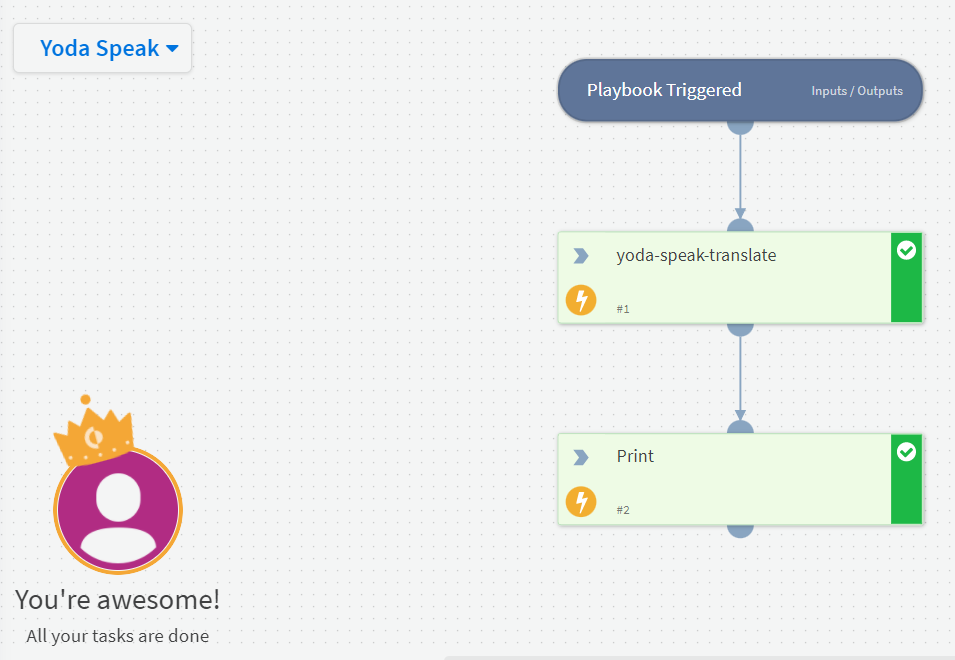 Yoda Speak
Playbook Triggered Inputs / Outputs
yoda-speak-translate
#1
Print
#2
You're awesome!
All your tasks are done